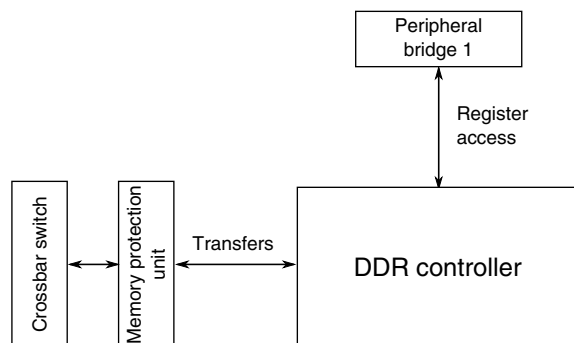 Peripheral
bridge 1
Register
access
Crossbar switch
Memory protection
unit
Transfers
DDR controller